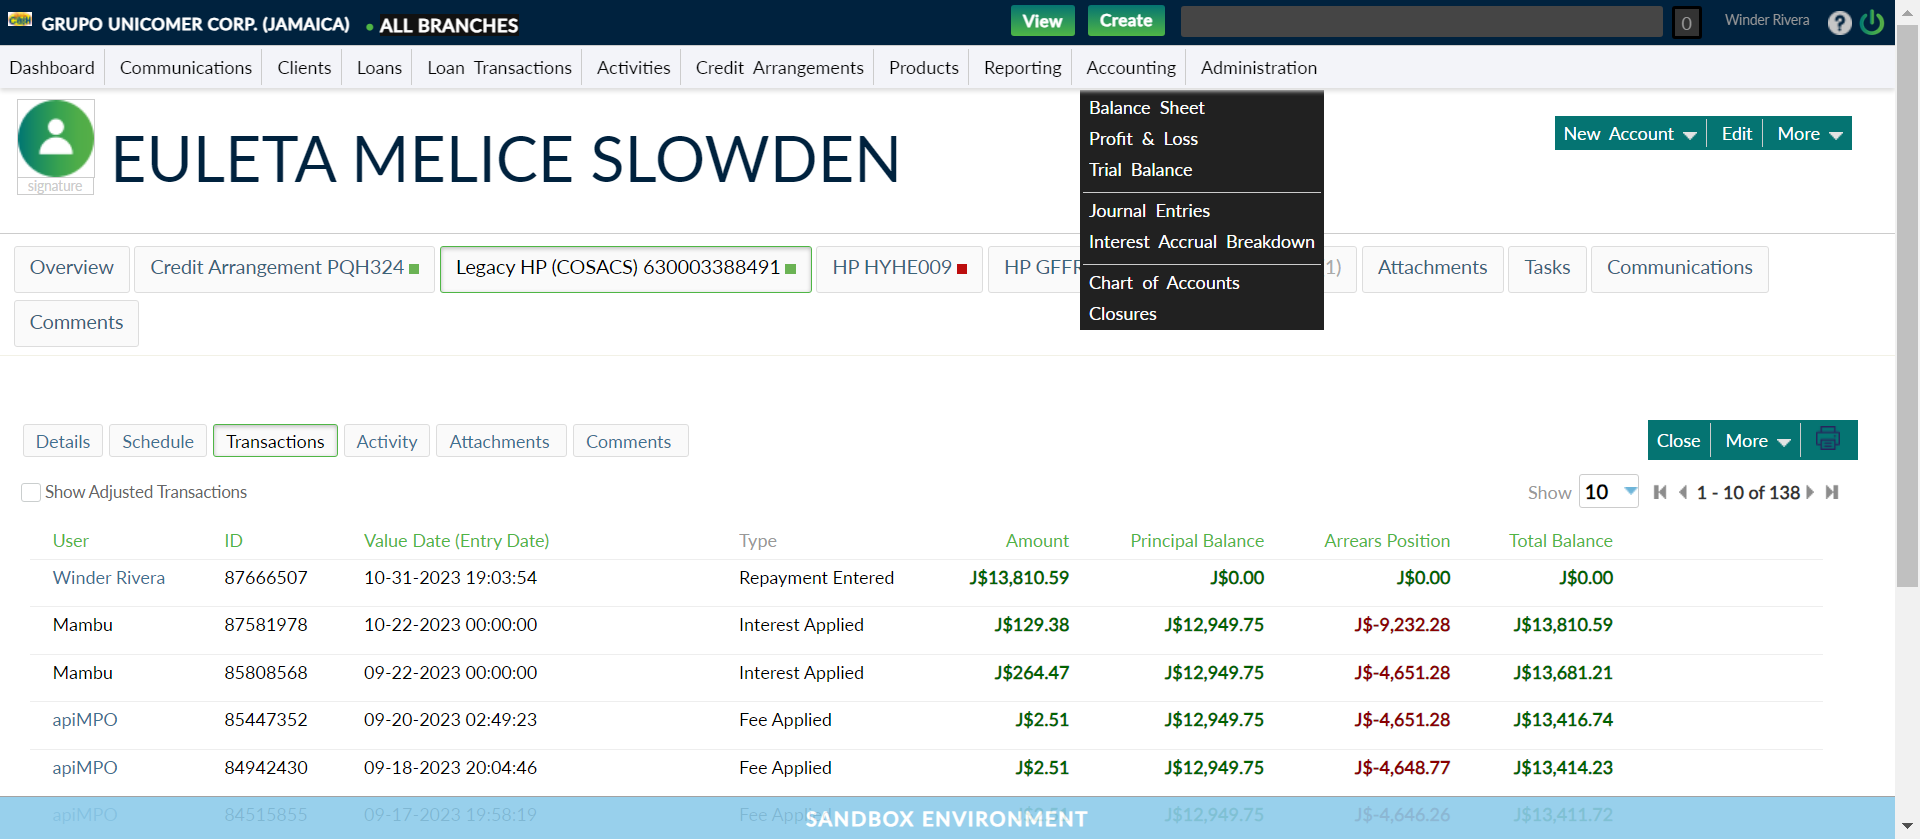 Cash GRUPO UNICOMER CORP. (JAMAICA) • ALL BRANCHES View Create 0 Winder Rivera ?
Dashboard Communications Clients Loans Loan Transactions Activities Credit Arrangements Products Reporting Accounting Administration
Balance Sheet
Profit & Loss
Trial Balance
Journal Entries
Interest Accrual Breakdown
Chart of Accounts
Closures
signature
EULETA MELICE SLOWDEN
New Account Edit More
Overview Credit Arrangement PQH324 Legacy HP (COSACS) 630003388491 HP HYHE009 HP GFFR 1) Attachments Tasks Communications
Comments
Details Schedule Transactions Activity Attachments Comments Close More
Show Adjusted Transactions Show 10 1 - 10 of 138
User ID Value Date (Entry Date) Type Amount Principal Balance Arrears Position Total Balance
Winder Rivera 87666507 10-31-2023 19:03:54 Repayment Entered J$13,810.59 J$0.00 J$0.00 J$0.00
Mambu 87581978 10-22-2023 00:00:00 Interest Applied J$129.38 J$12,949.75 J$-9,232.28 J$13,810.59
Mambu 85808568 09-22-2023 00:00:00 Interest Applied J$264.47 J$12,949.75 J$-4,651.28 J$13,681.21
apiMPO 85447352 09-20-2023 02:49:23 Fee Applied J$2.51 J$12,949.75 J$-4,651.28 J$13,416.74
apiMPO 84942430 09-18-2023 20:04:46 Fee Applied J$2.51 J$12,949.75 J$-4,648.77 J$13,414.23
apiMPO 84515855 09-17-2023 19:58:19 Fee J$12,949.75 J$-4,646.26 J$13,411.72
SANDBOX ENVIRONMENT